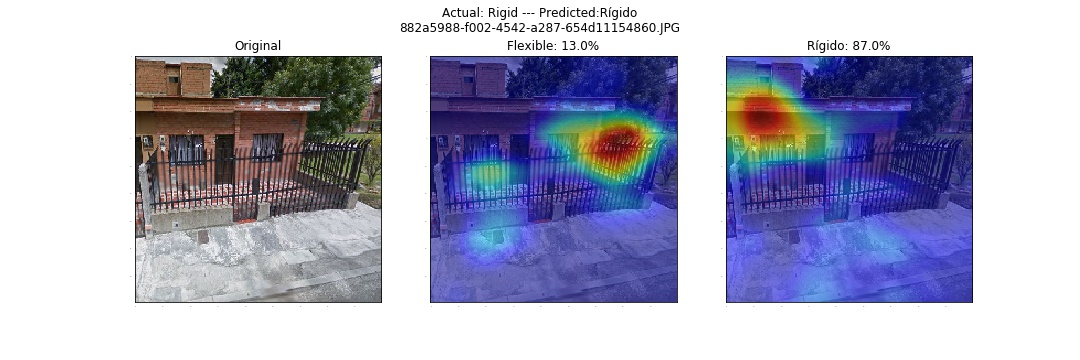 Actual: Rigid --- Predicted:Rígido
882a5988-f002-4542-a287-654d11154860.JPG
Original
Flexible: 13.0%
Rígido: 87.0%